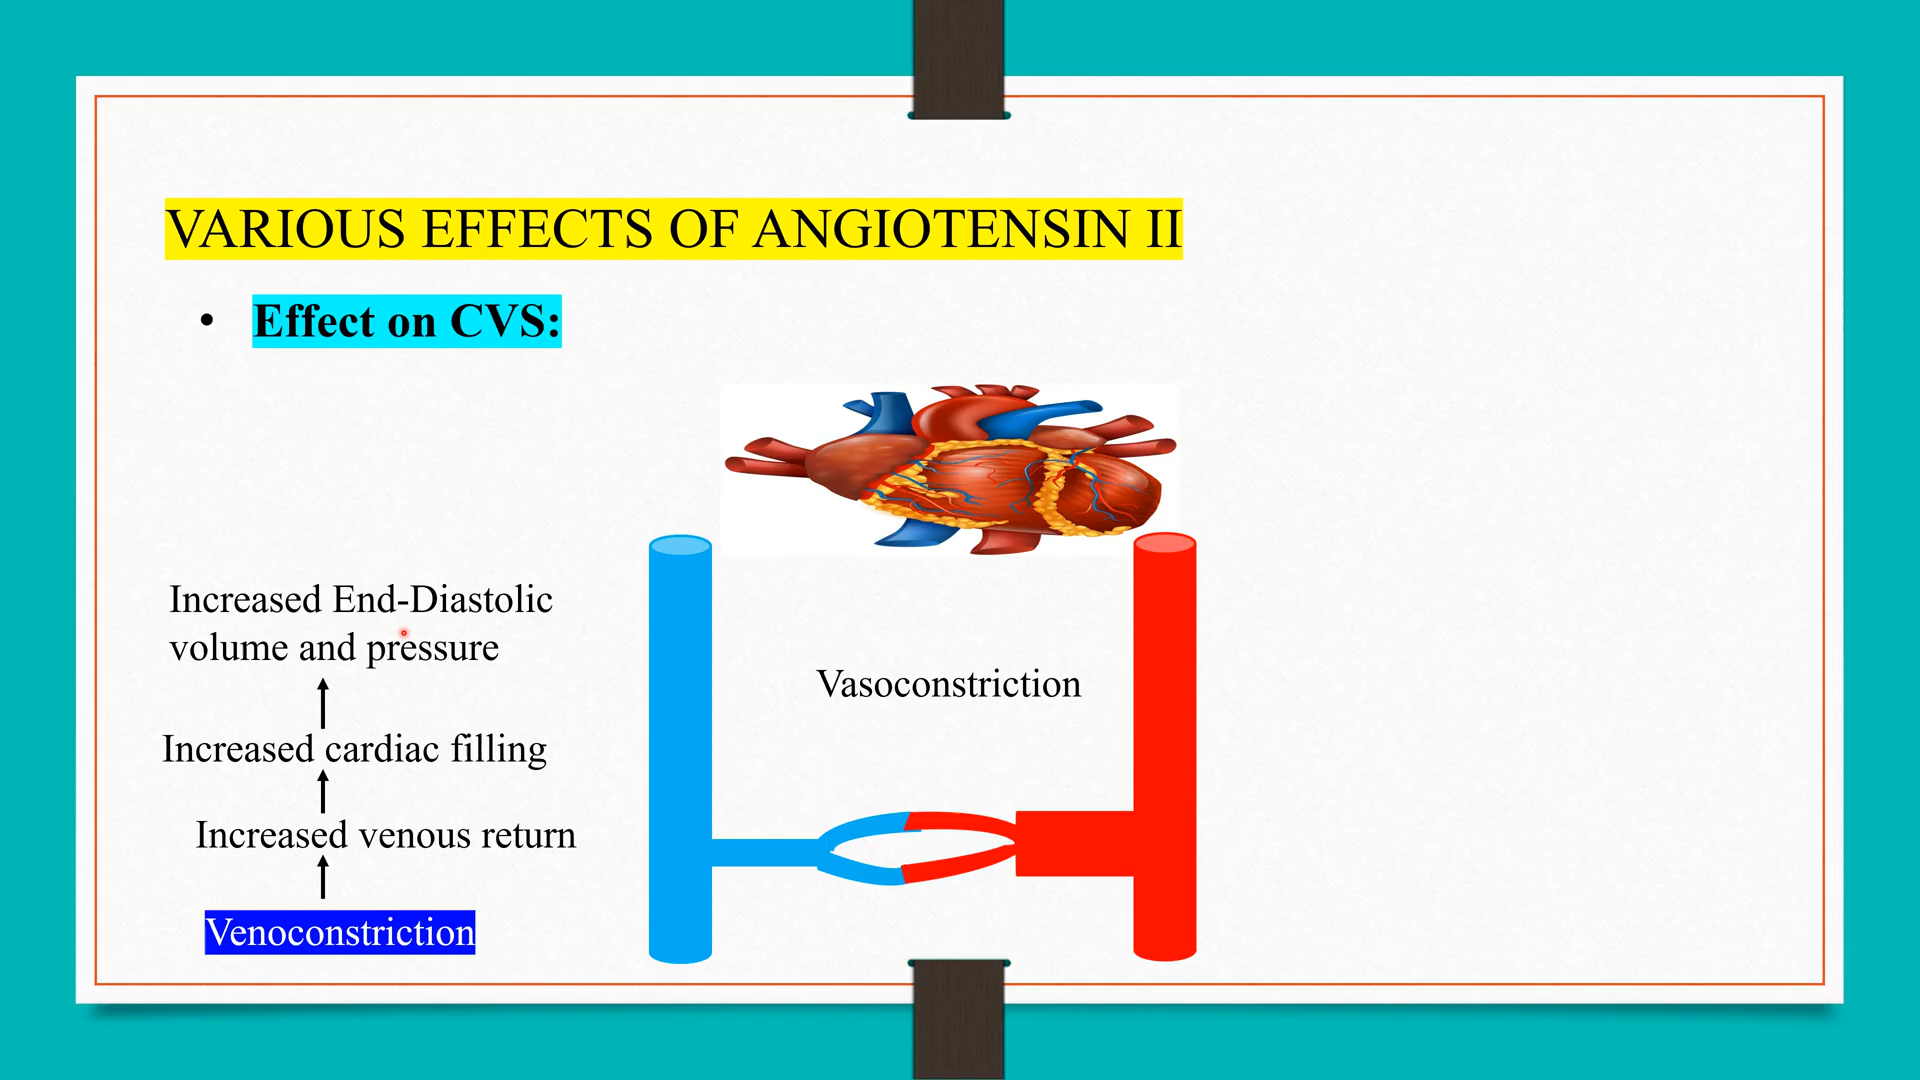 VARIOUS EFFECTS OF ANGIOTENSIN II
• Effect on CVS:
Increased End-Diastolic
volume and pressure
Increased cardiac filling
Increased venous return
Venoconstriction
Vasoconstriction